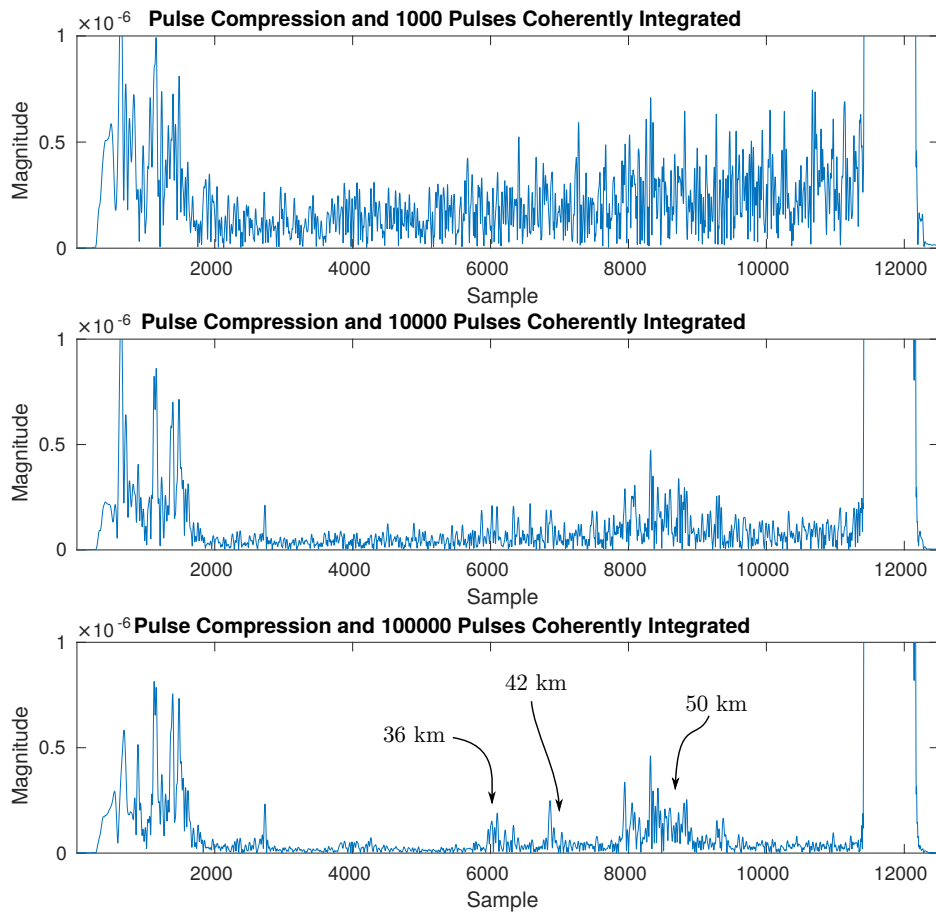 ×10⁻⁶ Pulse Compression and 1000 Pulses Coherently Integrated
1
0.5
0
Magnitude
2000 4000 6000 8000 10000 12000
Sample
×10⁻⁶ Pulse Compression and 10000 Pulses Coherently Integrated
1
0.5
0
Magnitude
2000 4000 6000 8000 10000 12000
Sample
×10⁻⁶ Pulse Compression and 100000 Pulses Coherently Integrated
1
42 km
50 km
36 km
0.5
0
Magnitude
2000 4000 6000 8000 10000 12000
Sample